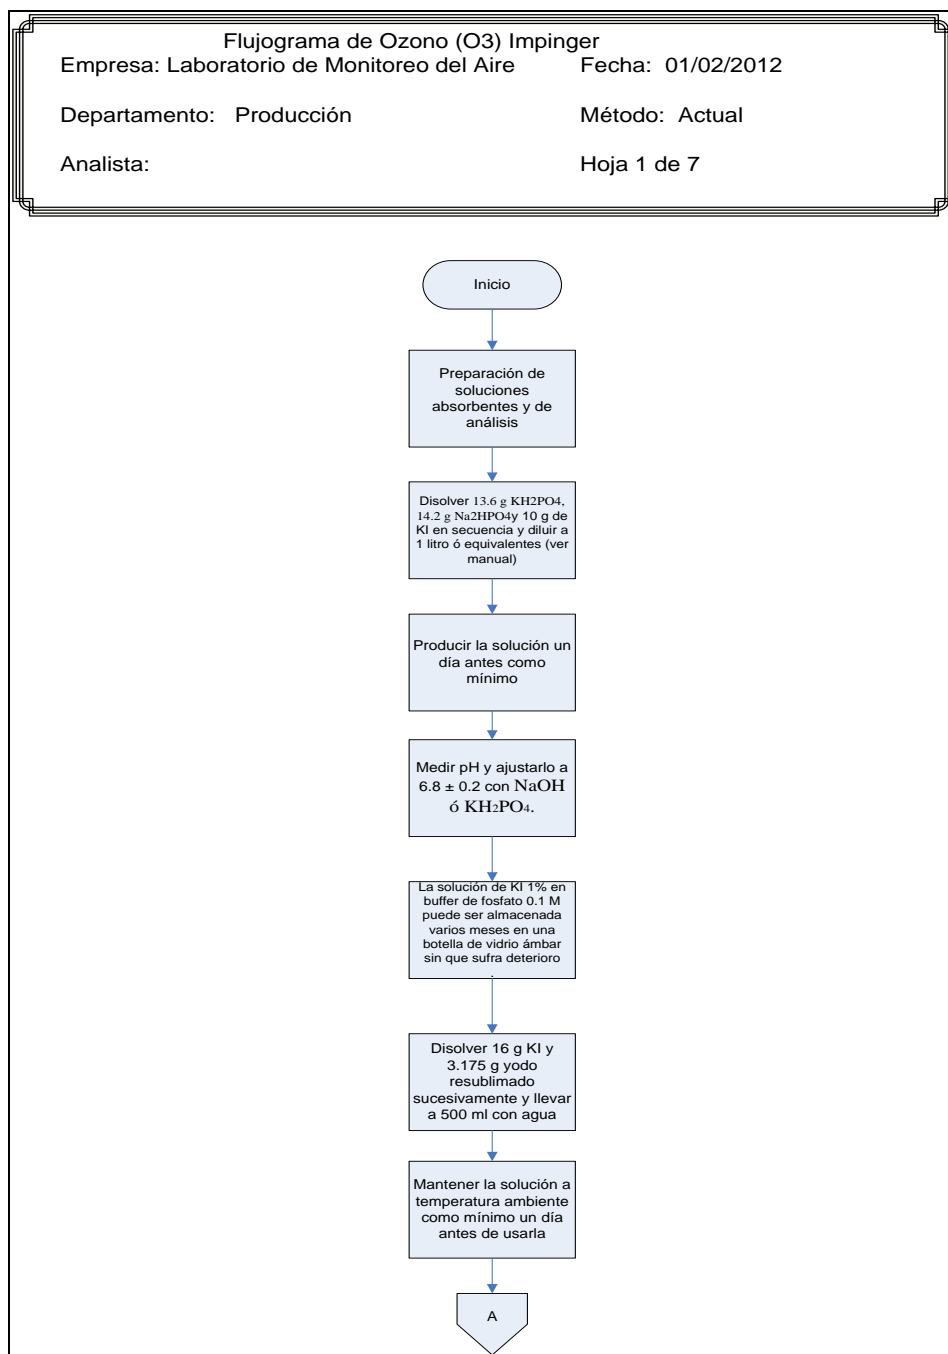 Flujograma de Ozono (O3) Impinger
Empresa: Laboratorio de Monitoreo del Aire Fecha: 01/02/2012
Departamento: Producción Método: Actual
Analista: Hoja 1 de 7
Inicio
Preparación de
soluciones
absorbentes y de
análisis
Disolver 13.6 g KH2PO4,
14.2 g Na2HPO4y 10 g de
KI en secuencia y diluir a
1 litro ó equivalentes (ver
manual)
Producir la solución un
día antes como
mínimo
Medir pH y ajustarlo a
6.8 ± 0.2 con NaOH
ó KH2PO4.
La solución de KI 1% en
buffer de fosfato 0.1 M
puede ser almacenada
varios meses en una
botella de vidrio ámbar
sin que sufra deterioro
.
Disolver 16 g KI y
3.175 g yodo
resublimado
sucesivamente y llevar
a 500 ml con agua
Mantener la solución a
temperatura ambiente
como mínimo un día
antes de usarla
A